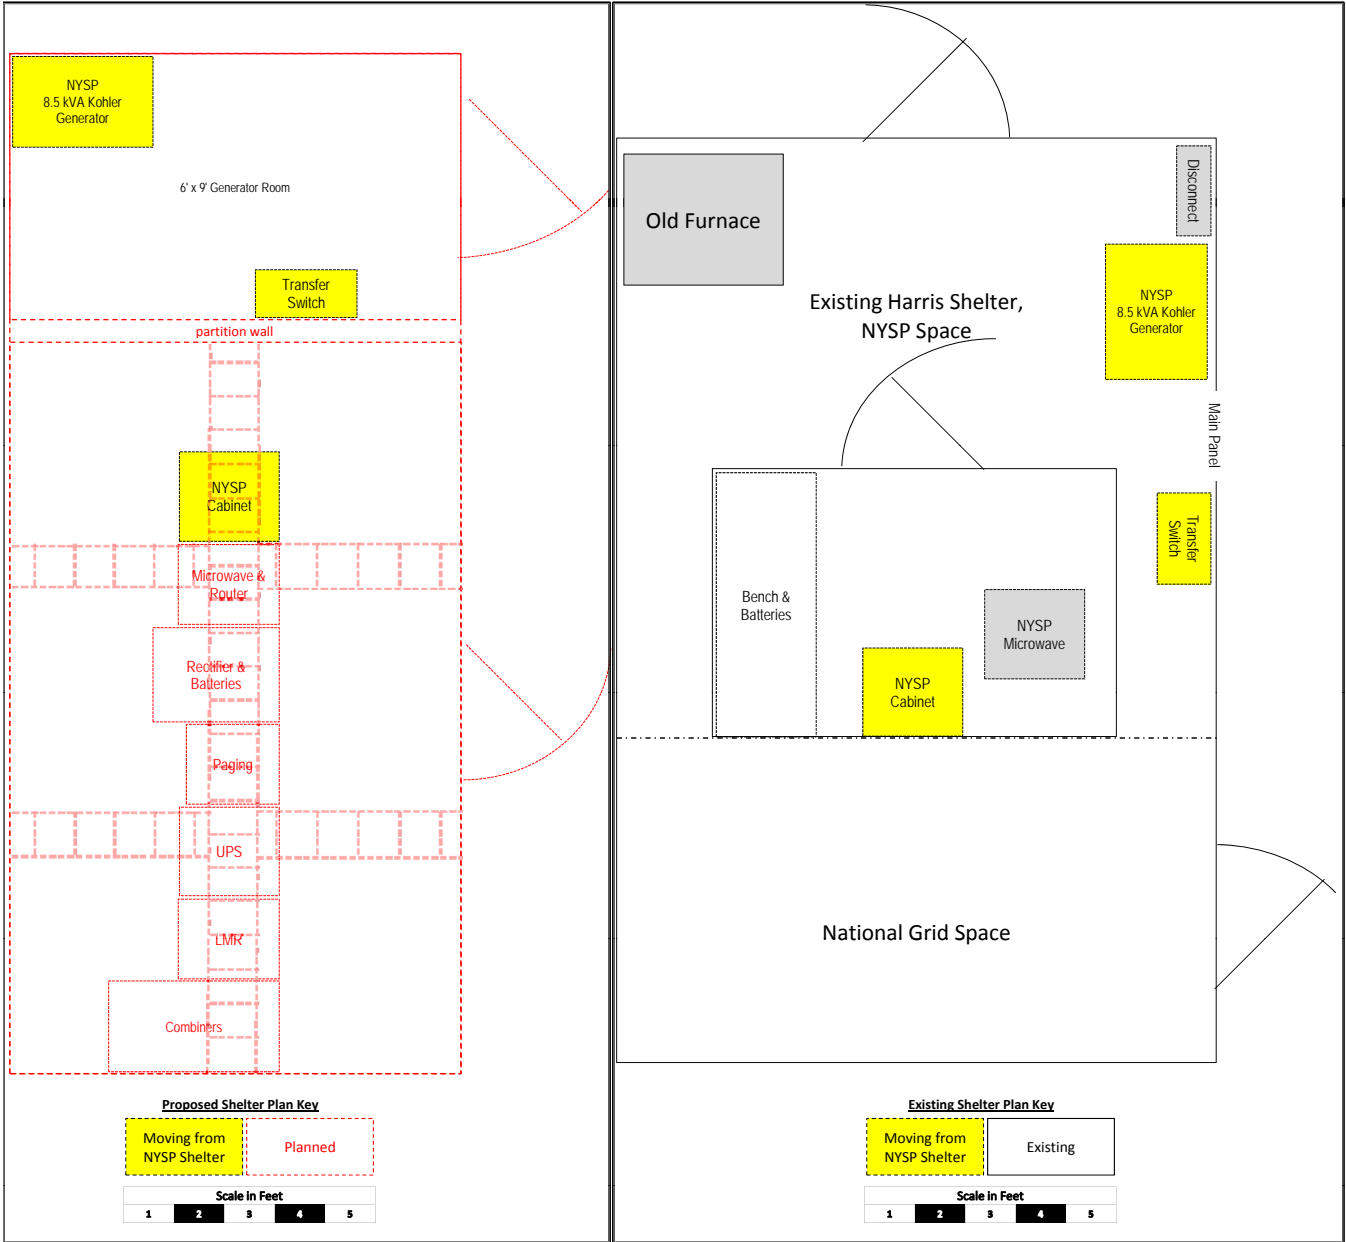 NYSP
8.5 kVA Kohler
Generator
6' x 9' Generator Room
Transfer
Switch
partition wall
NYSP
Cabinet
Microwave &
Router
Rectifier &
Batteries
Paging
UPS
LMR
Combiners
Proposed Shelter Plan Key
Moving from
NYSP Shelter
Planned
Scale in Feet
1 2 3 4 5
Old Furnace
Disconnect
Existing Harris Shelter,
NYSP Space
NYSP
8.5 kVA Kohler
Generator
Main Panel
Transfer
Switch
Bench &
Batteries
NYSP
Microwave
NYSP
Cabinet
National Grid Space
Existing Shelter Plan Key
Moving from
NYSP Shelter
Existing
Scale in Feet
1 2 3 4 5